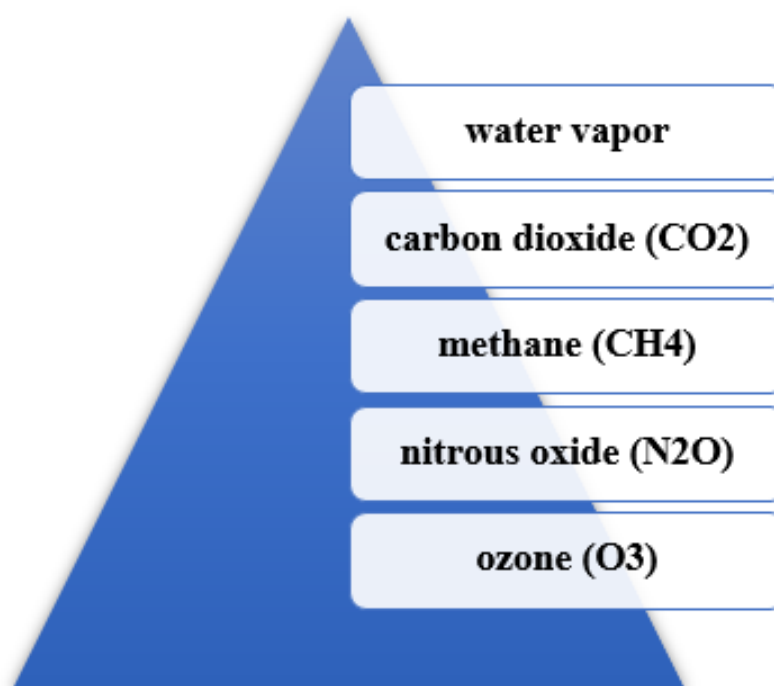 water vapor
carbon dioxide (CO2)
methane (CH4)
nitrous oxide (N2O)
ozone (O3)